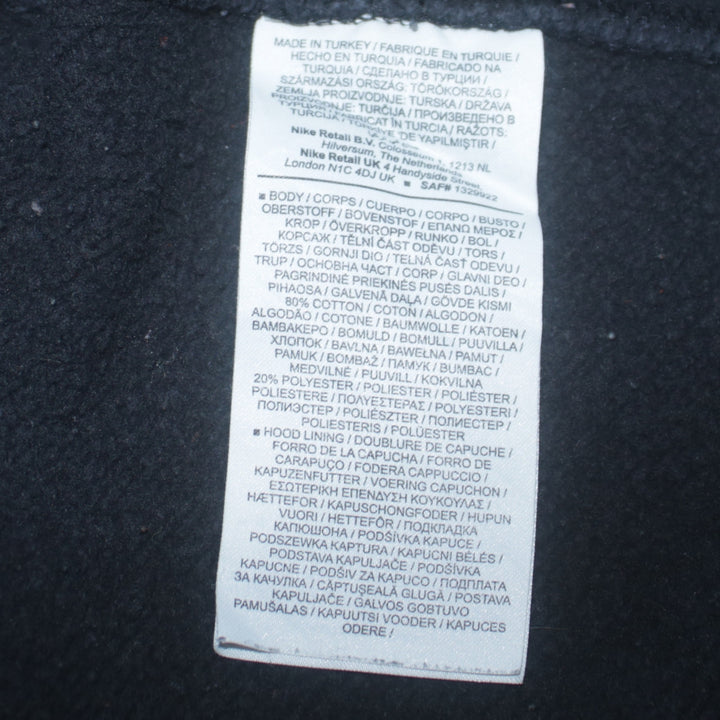 MADE IN TURKEY / FABRIQUE EN TURQUIE /
HECHO EN TURQUIA / FABRICADO NA
TURQUIA / СДЕЛАНО В ТУРЦИИ /
SZÁRMAZÁSI ORSZÁG: TÖRÖKORSZÁG /
ZEMLJA PROIZVODNJE: TURSKA / DRŽAVA
PROIZVODNJE: TURČIJA / ПРОИЗВЕДЕНО В
ТУРЦИЯ / FABRICAT ÎN TURCIA / RAŽOTS:
TURCIJA / TÜRKİYE'DE YAPILMIŞTIR /
Nike Retail B.V. Colosseum 1, 1213 NL
Hilversum, The Netherlands
Nike Retail UK 4 Handyside Street,
London N1C 4DJ UK ■ SAF# 1329922
BODY / CORPS / CUERPO / CORPO / BUSTO /
OBERSTOFF / BOVENSTOF / ΕΠΑΝΩ ΜΕΡΟΣ /
KROP / ÖVERKROPP / RUNKO / BOL /
КОРСАЖ / TĚLNÍ ČÁST ODĚVU / TORS /
TÖRZS / GORNJI DIO / TELNÁ ČASŤ ODEVU /
TRUP / ОСНОВНА ЧАСТ / CORP / GLAVNI DEO /
PAGRINDINĖ PRIEKINĖS PUSĖS DALIS /
PIHAOSA / GALVENĀ DAĻA / GÖVDE KISMI
80% COTTON / COTON / ALGODON /
ALGODÃO / COTONE / BAUMWOLLE / KATOEN /
ΒΑΜΒΑΚΕΡΟ / BOMULD / BOMULL / PUUVILLA /
ХЛОПОК / BAVLNA / BAWEŁNA / PAMUT /
PAMUK / BOMBAŽ / ПАМУК / BUMBAC /
MEDVILNĖ / PUUVILL / KOKVILNA
20% POLYESTER / POLIESTER / POLIÉSTER /
POLIESTERE / ΠΟΛΥΕΣΤΕΡΑΣ / POLYESTERI /
ПОЛИЭСТЕР / POLIÉSZTER / ПОЛИЕСТЕР /
POLIESTERIS / POLÜESTER
HOOD LINING / DOUBLURE DE CAPUCHE /
FORRO DE LA CAPUCHA / FORRO DE
CARAPUÇO / FODERA CAPPUCCIO /
KAPUZENFUTTER / VOERING CAPUCHON /
ΕΣΩΤΕΡΙΚΗ ΕΠΕΝΔΥΣΗ ΚΟΥΚΟΥΛΑΣ /
HÆTTEFOR / KAPUSCHONGFODER / HUPUN
VUORI / HETTEFÔR / ПОДКЛАДКА
КАПЮШОНА / PODŠÍVKA KAPUCE /
PODSZEWKA KAPTURA / KAPUCNI BÉLÉS /
PODSTAVA KAPULJAČE / PODŠÍVKA
KAPUCNE / PODŠIV ZA KAPUCO / ПОДПЛАТА
ЗА КАЧУЛКА / CĂPTUŞEALĂ GLUGĂ / POSTAVA
KAPULJAČE / GALVOS GOBTUVO
PAMUŠALAS / KAPUUTSI VOODER / KAPUCES
ODERE /